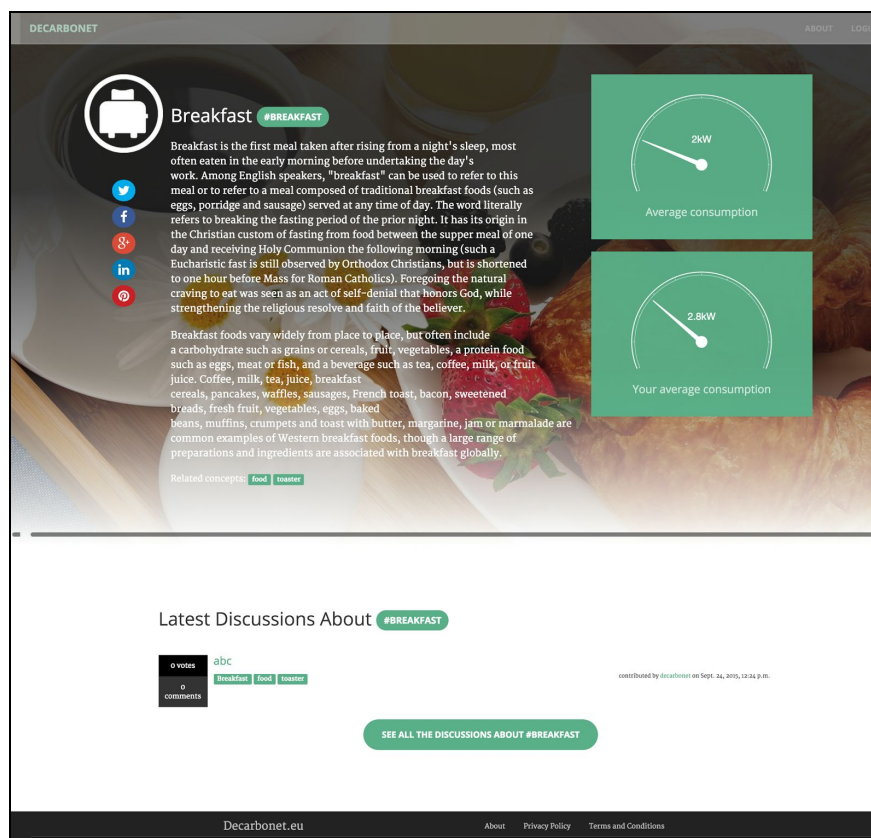 DECARBONET
ABOUT
LOGI
Breakfast #BREAKFAST
Breakfast is the first meal taken after rising from a night's sleep, most
often eaten in the early morning before undertaking the day's
work. Among English speakers, "breakfast" can be used to refer to this
meal or to refer to a meal composed of traditional breakfast foods (such as
eggs, porridge and sausage) served at any time of day. The word literally
refers to breaking the fasting period of the prior night. It has its origin in
the Christian custom of fasting from food between the supper meal of one
day and receiving Holy Communion the following morning (such a
Eucharistic fast is still observed by Orthodox Christians, but is shortened
to one hour before Mass for Roman Catholics). Foregoing the natural
craving to eat was seen as an act of self-denial that honors God, while
strengthening the religious resolve and faith of the believer.
Breakfast foods vary widely from place to place, but often include
a carbohydrate such as grains or cereals, fruit, vegetables, a protein food
such as eggs, meat or fish, and a beverage such as tea, coffee, milk, or fruit
juice. Coffee, milk, tea, juice, breakfast
cereals, pancakes, waffles, sausages, French toast, bacon, sweetened
breads, fresh fruit, vegetables, eggs, baked
beans, muffins, crumpets and toast with butter, margarine, jam or marmalade are
common examples of Western breakfast foods, though a large range of
preparations and ingredients are associated with breakfast globally.
Related concepts: food toaster
2kW
Average consumption
2.8kW
Your average consumption
Latest Discussions About #BREAKFAST
0 votes
0
comments
abc
Breakfast food toaster
contributed by decarbonet on Sept. 24, 2015, 12:24 p.m.
SEE ALL THE DISCUSSIONS ABOUT #BREAKFAST
Decarbonet.eu
About
Privacy Policy
Terms and Conditions